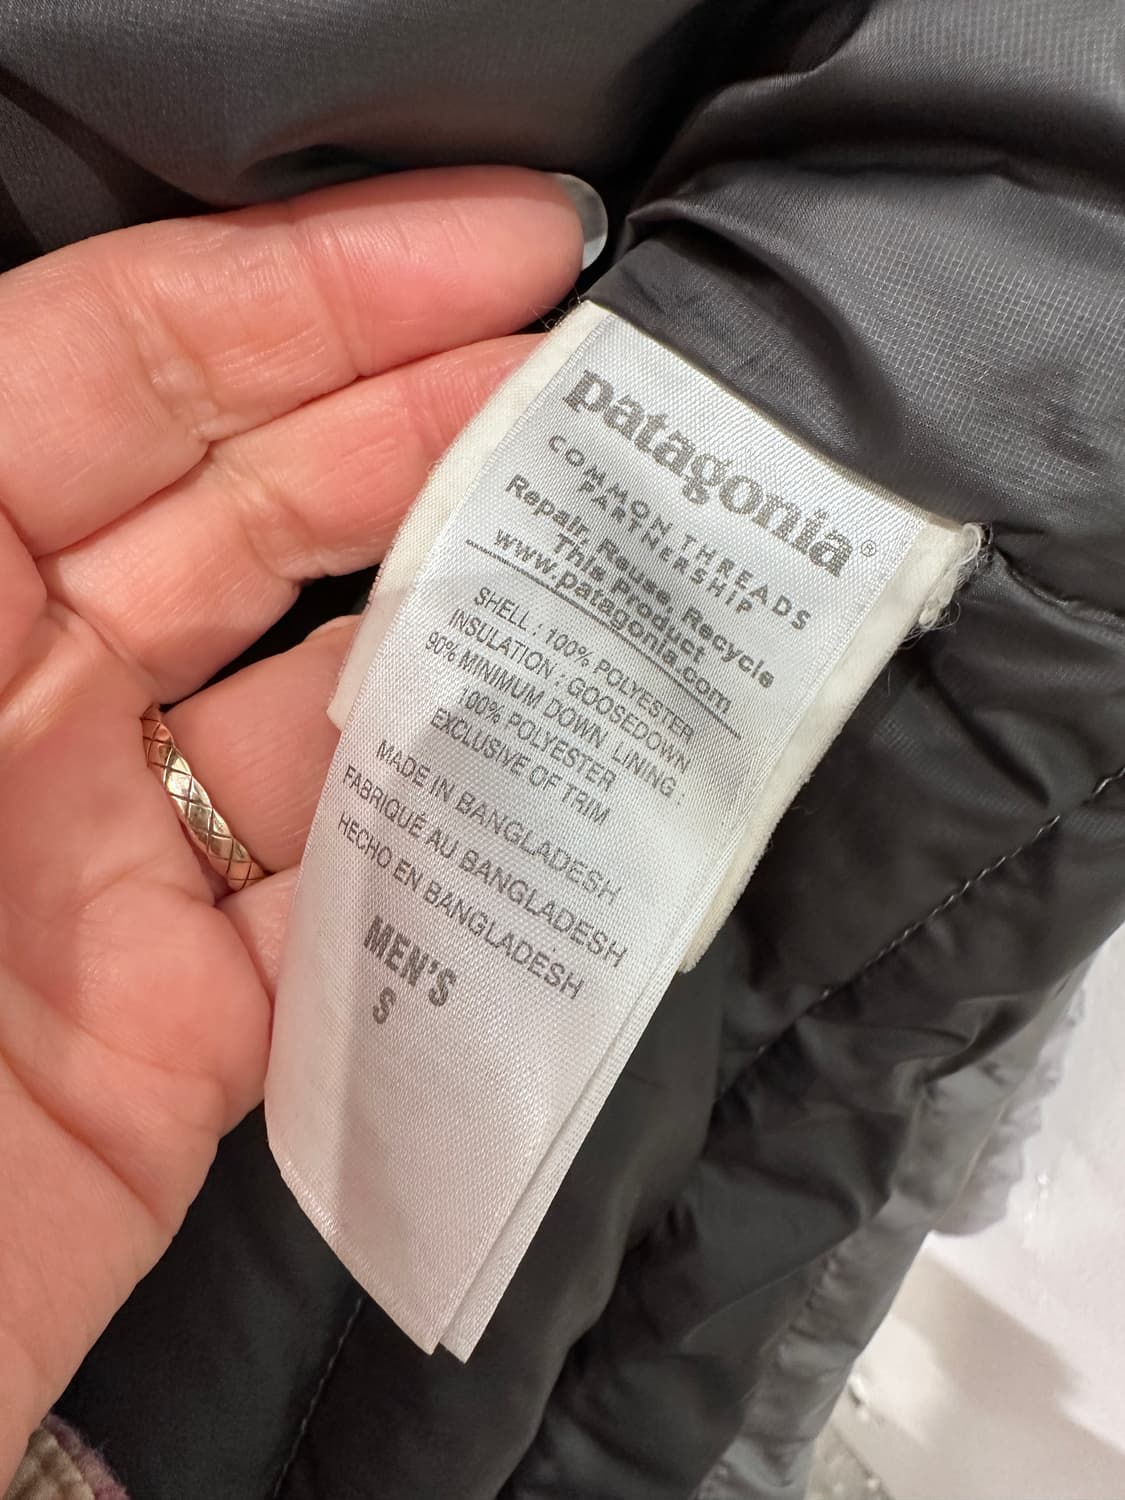 patagonia®
COMMON THREADS
PARTNERSHIP
Repair, Reuse, Recycle
This Product
www.patagonia.com
SHELL : 100% POLYESTER
INSULATION : GOOSEDOWN
90% MINIMUM DOWN, LINING :
100% POLYESTER
EXCLUSIVE OF TRIM
MADE IN BANGLADESH
FABRIQUÉ AU BANGLADESH
HECHO EN BANGLADESH
MEN'S
S